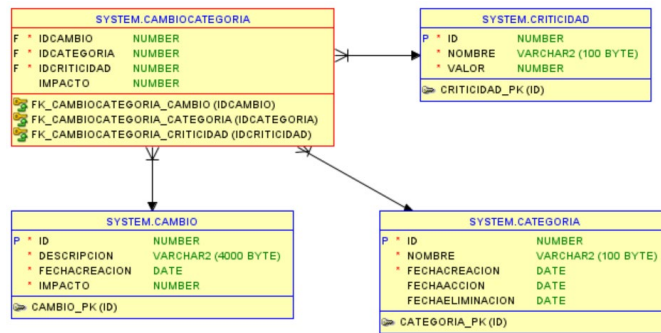 SYSTEM.CAMBIOCATEGORIA
F * IDCAMBIO NUMBER
F * IDCATEGORIA NUMBER
F * IDCRITICIDAD NUMBER
IMPACTO NUMBER
FK_CAMBIOCATEGORIA_CAMBIO (IDCAMBIO)
FK_CAMBIOCATEGORIA_CATEGORIA (IDCATEGORIA)
FK_CAMBIOCATEGORIA_CRITICIDAD (IDCRITICIDAD)
SYSTEM.CRITICIDAD
P * ID NUMBER
* NOMBRE VARCHAR2 (100 BYTE)
* VALOR NUMBER
CRITICIDAD_PK (ID)
SYSTEM.CAMBIO
P * ID NUMBER
* DESCRIPCION VARCHAR2 (4000 BYTE)
* FECHACREACION DATE
* IMPACTO NUMBER
CAMBIO_PK (ID)
SYSTEM.CATEGORIA
P * ID NUMBER
* NOMBRE VARCHAR2 (100 BYTE)
* FECHACREACION DATE
FECHAACCION DATE
FECHAELIMINACION DATE
CATEGORIA_PK (ID)